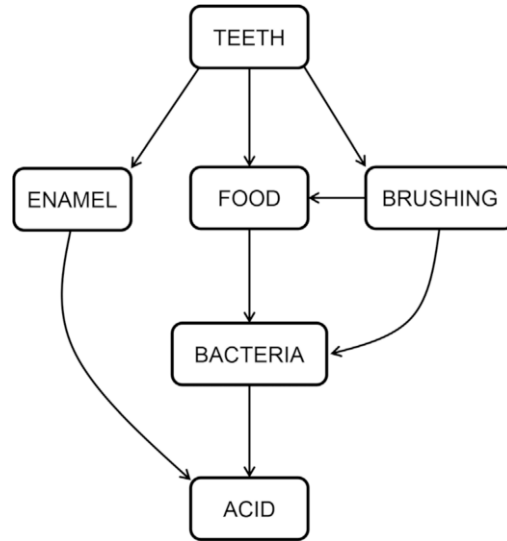 TEETH
ENAMEL
FOOD
BRUSHING
BACTERIA
ACID